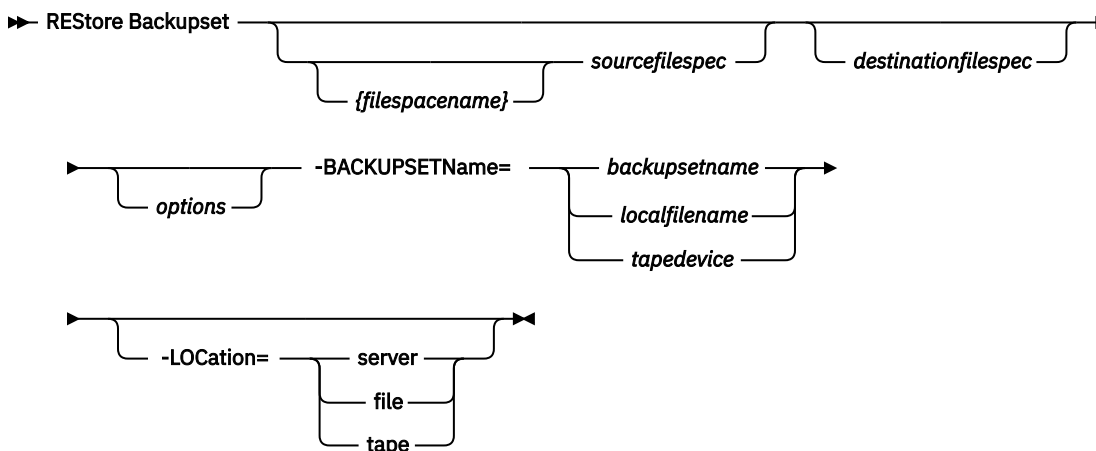 REStore Backupset
sourcefilespec
destinationfilespec
{filespacename}
-BACKUPSETName=
backupsetname
options
localfilename
tapedevice
-LOCation=
server
file
tape